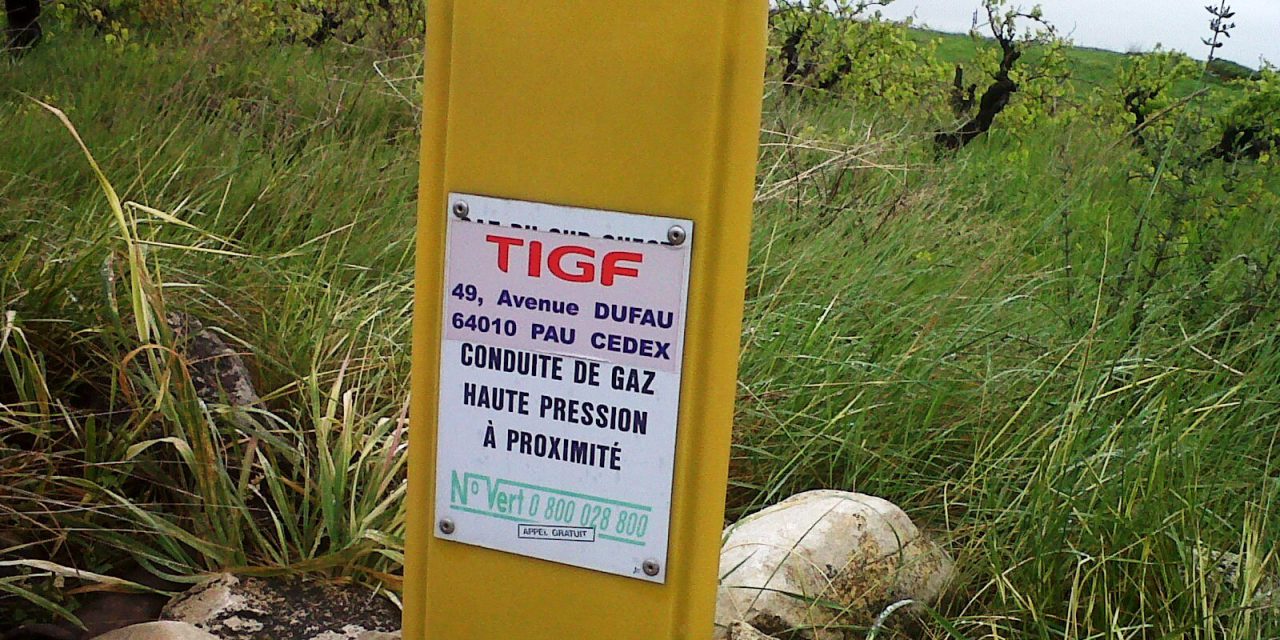 TIGF
49, Avenue DUFAU
64010 PAU CEDEX
CONDUITE DE GAZ
HAUTE PRESSION
À PROXIMITÉ
N° Vert 0 800 028 800
APPEL GRATUIT